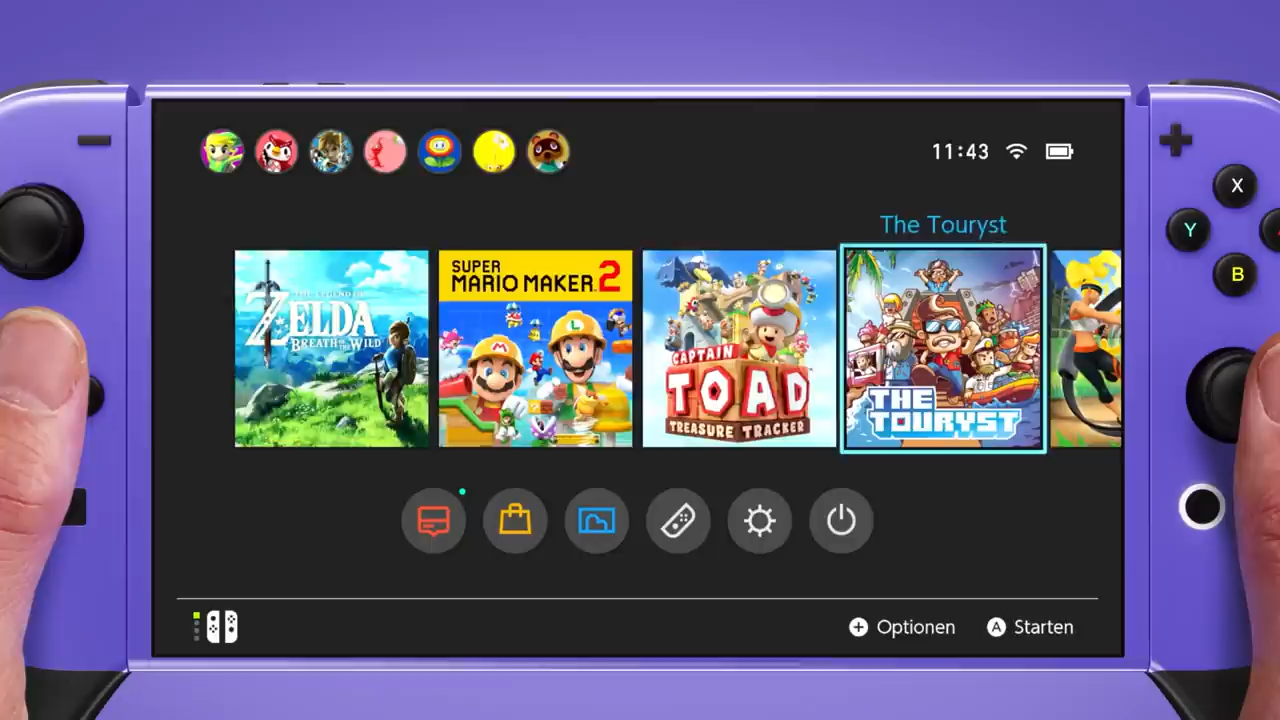 11:43
The Touryst
THE LEGEND OF
ZELDA
BREATH OF THE WILD
SUPER
MARIO MAKER 2
CAPTAIN
TOAD
TREASURE TRACKER
THE
TOURYST
X
Y
B
M
L
Optionen
A Starten